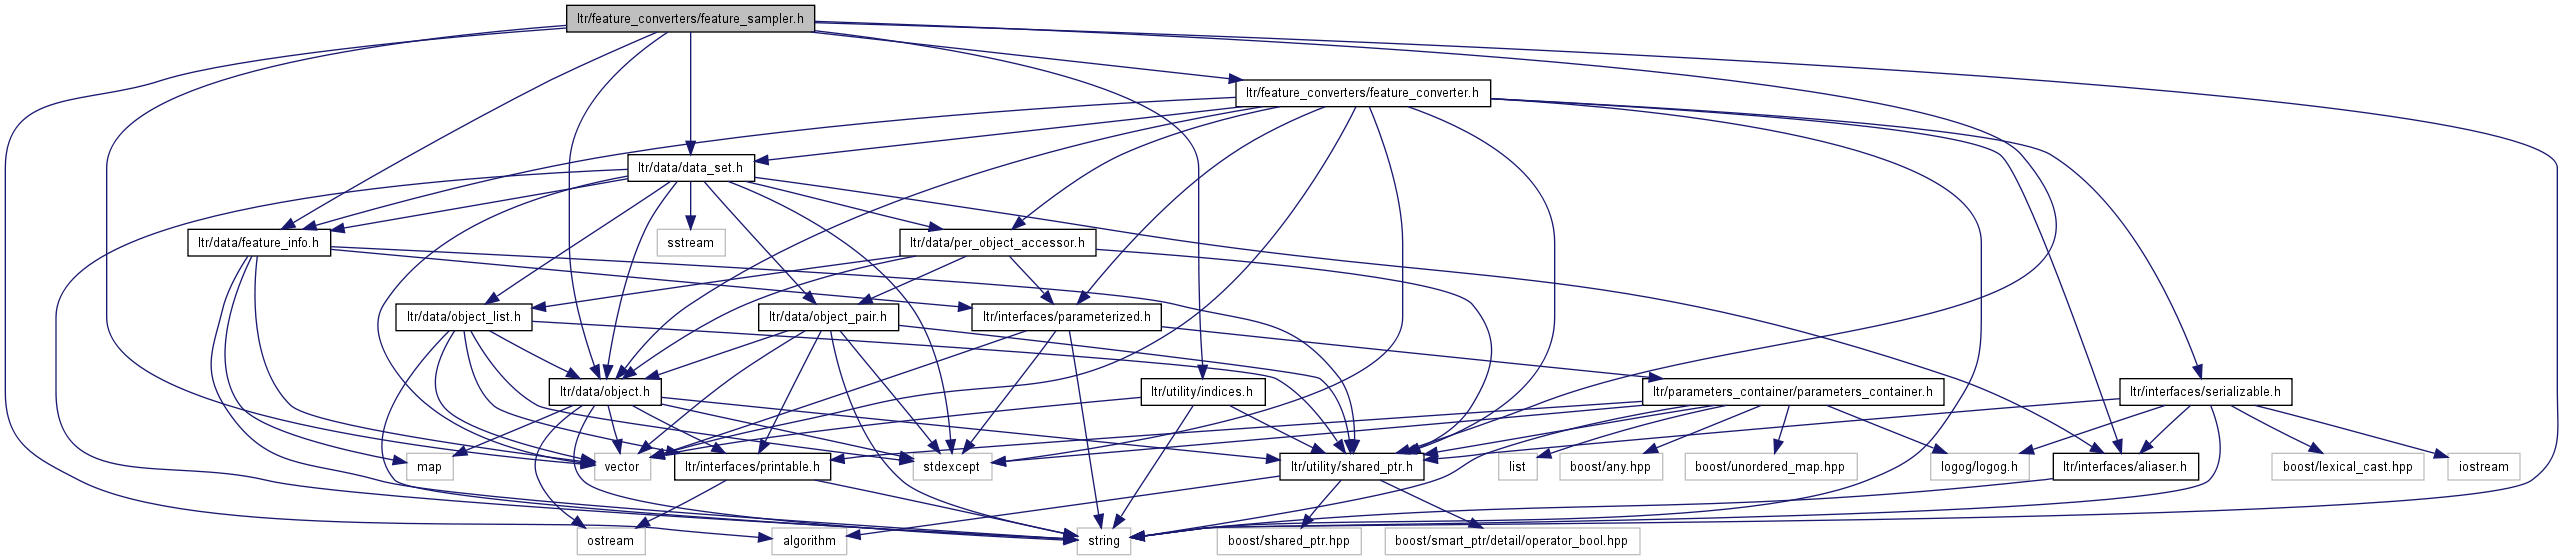 ltr/feature_converters/feature_sampler.h
ltr/feature_converters/feature_converter.h
ltr/data/data_set.h
ltr/data/feature_info.h
sstream
ltr/data/per_object_accessor.h
ltr/data/object_list.h
ltr/data/object_pair.h
ltr/interfaces/parameterized.h
ltr/data/object.h
ltr/utility/indices.h
ltr/parameters_container/parameters_container.h
ltr/interfaces/serializable.h
map
vector
ltr/interfaces/printable.h
stdexcept
ltr/utility/shared_ptr.h
list
boost/any.hpp
boost/unordered_map.hpp
logog/logog.h
ltr/interfaces/aliaser.h
boost/lexical_cast.hpp
iostream
ostream
algorithm
string
boost/shared_ptr.hpp
boost/smart_ptr/detail/operator_bool.hpp